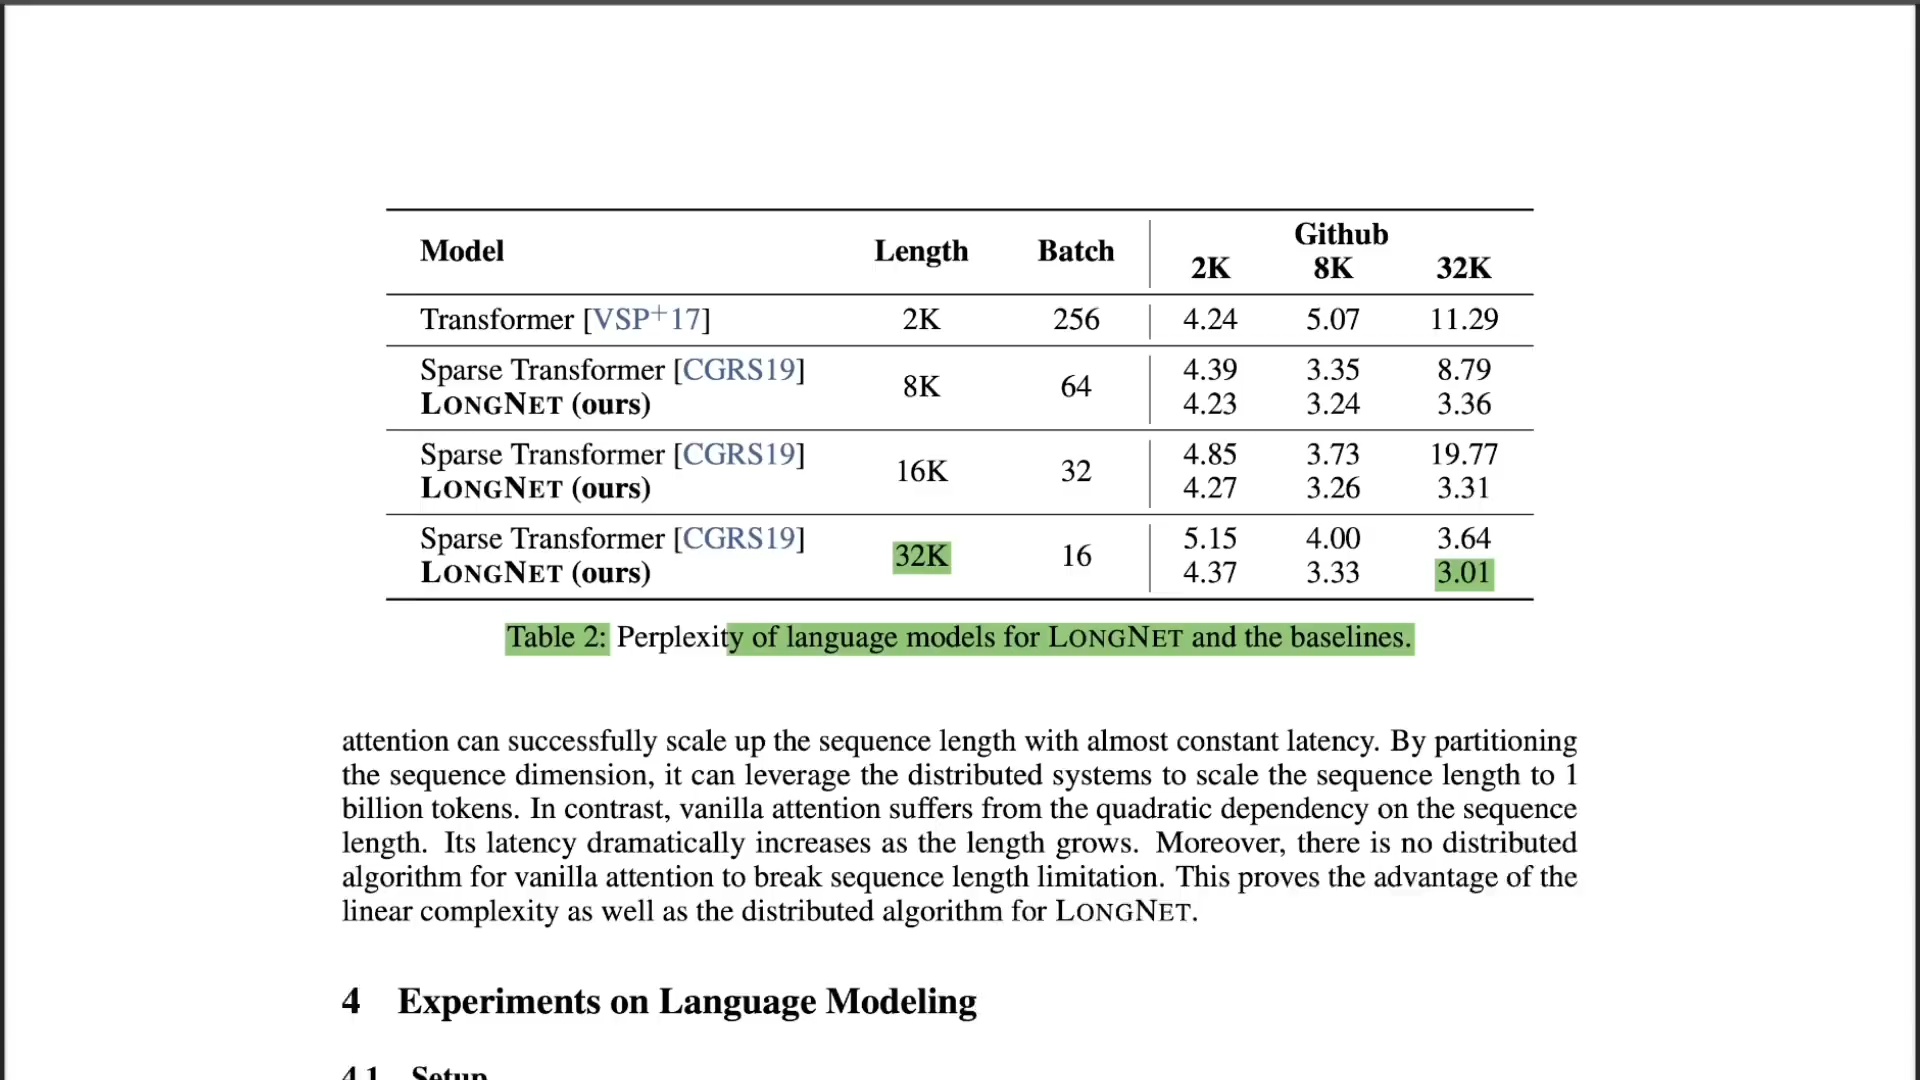 Model Length Batch Github
2K 8K 32K
Transformer [VSP+17] 2K 256 4.24 5.07 11.29
Sparse Transformer [CGRS19] 8K 64 4.39 3.35 8.79
LONGNET (ours) 4.23 3.24 3.36
Sparse Transformer [CGRS19] 16K 32 4.85 3.73 19.77
LONGNET (ours) 4.27 3.26 3.31
Sparse Transformer [CGRS19] 32K 16 5.15 4.00 3.64
LONGNET (ours) 4.37 3.33 3.01
Table 2: Perplexity of language models for LONGNET and the baselines.
attention can successfully scale up the sequence length with almost constant latency. By partitioning
the sequence dimension, it can leverage the distributed systems to scale the sequence length to 1
billion tokens. In contrast, vanilla attention suffers from the quadratic dependency on the sequence
length. Its latency dramatically increases as the length grows. Moreover, there is no distributed
algorithm for vanilla attention to break sequence length limitation. This proves the advantage of the
linear complexity as well as the distributed algorithm for LONGNET.
4 Experiments on Language Modeling
4.1 Setup